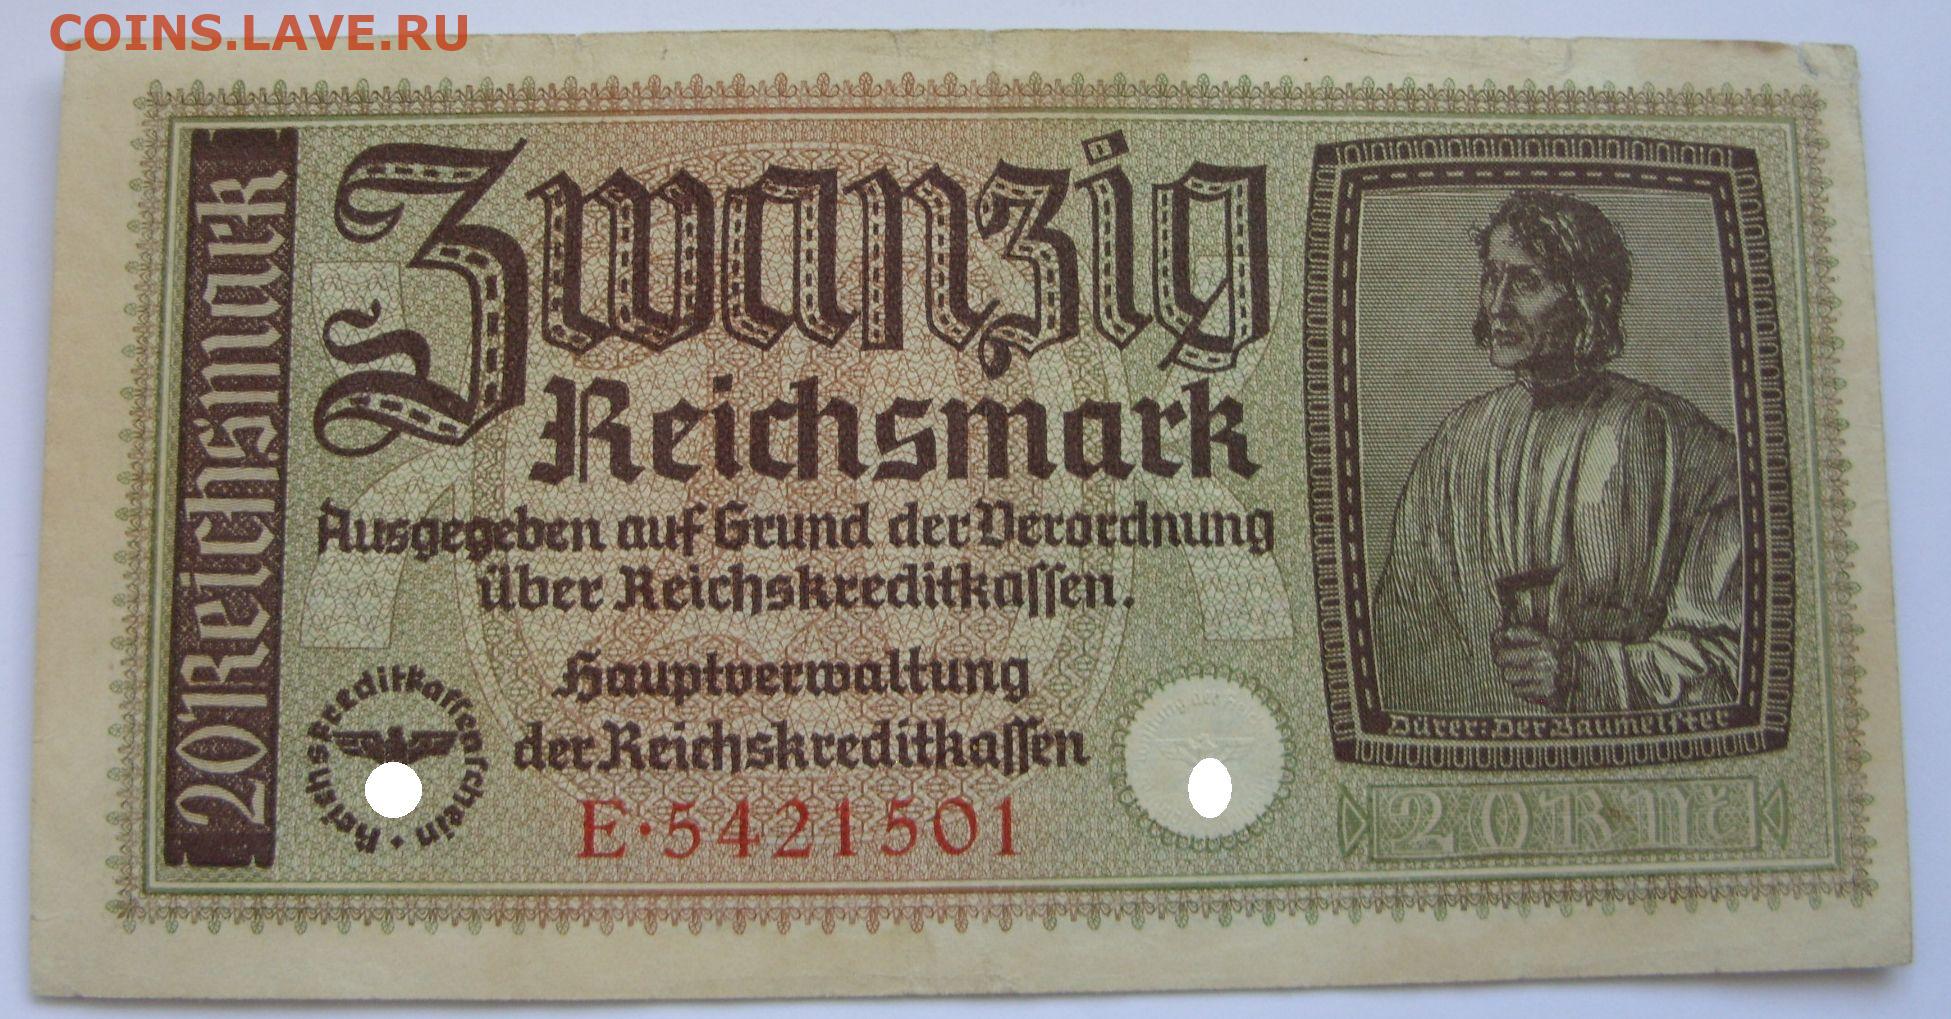 COINS.LAVE.RU
20 Reichsmark
Zwanzig
Reichsmark
Ausgegeben auf Grund der Verordnung
über Reichskreditkassen.
Hauptverwaltung
der Reichskreditkassen
Reichskreditkassenschein
E·5421501
Dürer: Der Baumeister
20 RM